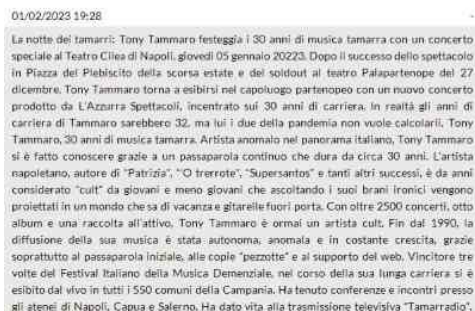 01/02/2023 19:28
La notte dei tamarri: Tony Tammaro festeggia i 30 anni di musica tamarra con un concerto
speciale al Teatro Cilea di Napoli, giovedì 05 gennaio 20223. Dopo il successo dello spettacolo
in Piazza del Plebiscito della scorsa estate e del soldout al teatro Palapartenope del 27
dicembre, Tony Tammaro torna a esibirsi nel capoluogo partenopeo con un nuovo concerto
prodotto da L'Azzurra Spettacoli, incentrato sui 30 anni di carriera. In realtà gli anni di
carriera di Tammaro sarebbero 32, ma lui i due della pandemia non vuole calcolarli. Tony
Tammaro, 30 anni di musica tamarra. Artista anomalo nel panorama italiano, Tony Tammaro
si è fatto conoscere grazie a un passaparola continuo che dura da circa 30 anni. L'artista
napoletano, autore di "Patrizia", "'O trerrote", "Supersantos" e tanti altri successi, è da anni
considerato "cult" da giovani e meno giovani che ascoltando i suoi brani ironici vengono
proiettati in un mondo che sa di vacanza e gitarelle fuori porta. Con oltre 2500 concerti, otto
album e una raccolta all'attivo, Tony Tammaro è ormai un artista cult. Fin dal 1990, la
diffusione della sua musica è stata autonoma, anomala e in costante crescita, grazie
soprattutto al passaparola iniziale, alle copie "pezzotte" e al supporto del web. Vincitore tre
volte del Festival Italiano della Musica Demenziale, nel corso della sua lunga carriera si è
esibito dal vivo in tutti i 550 comuni della Campania. Ha tenuto conferenze e incontri presso
gli atenei di Napoli, Capua e Salerno. Ha dato vita alla trasmissione televisiva "Tamarradio",